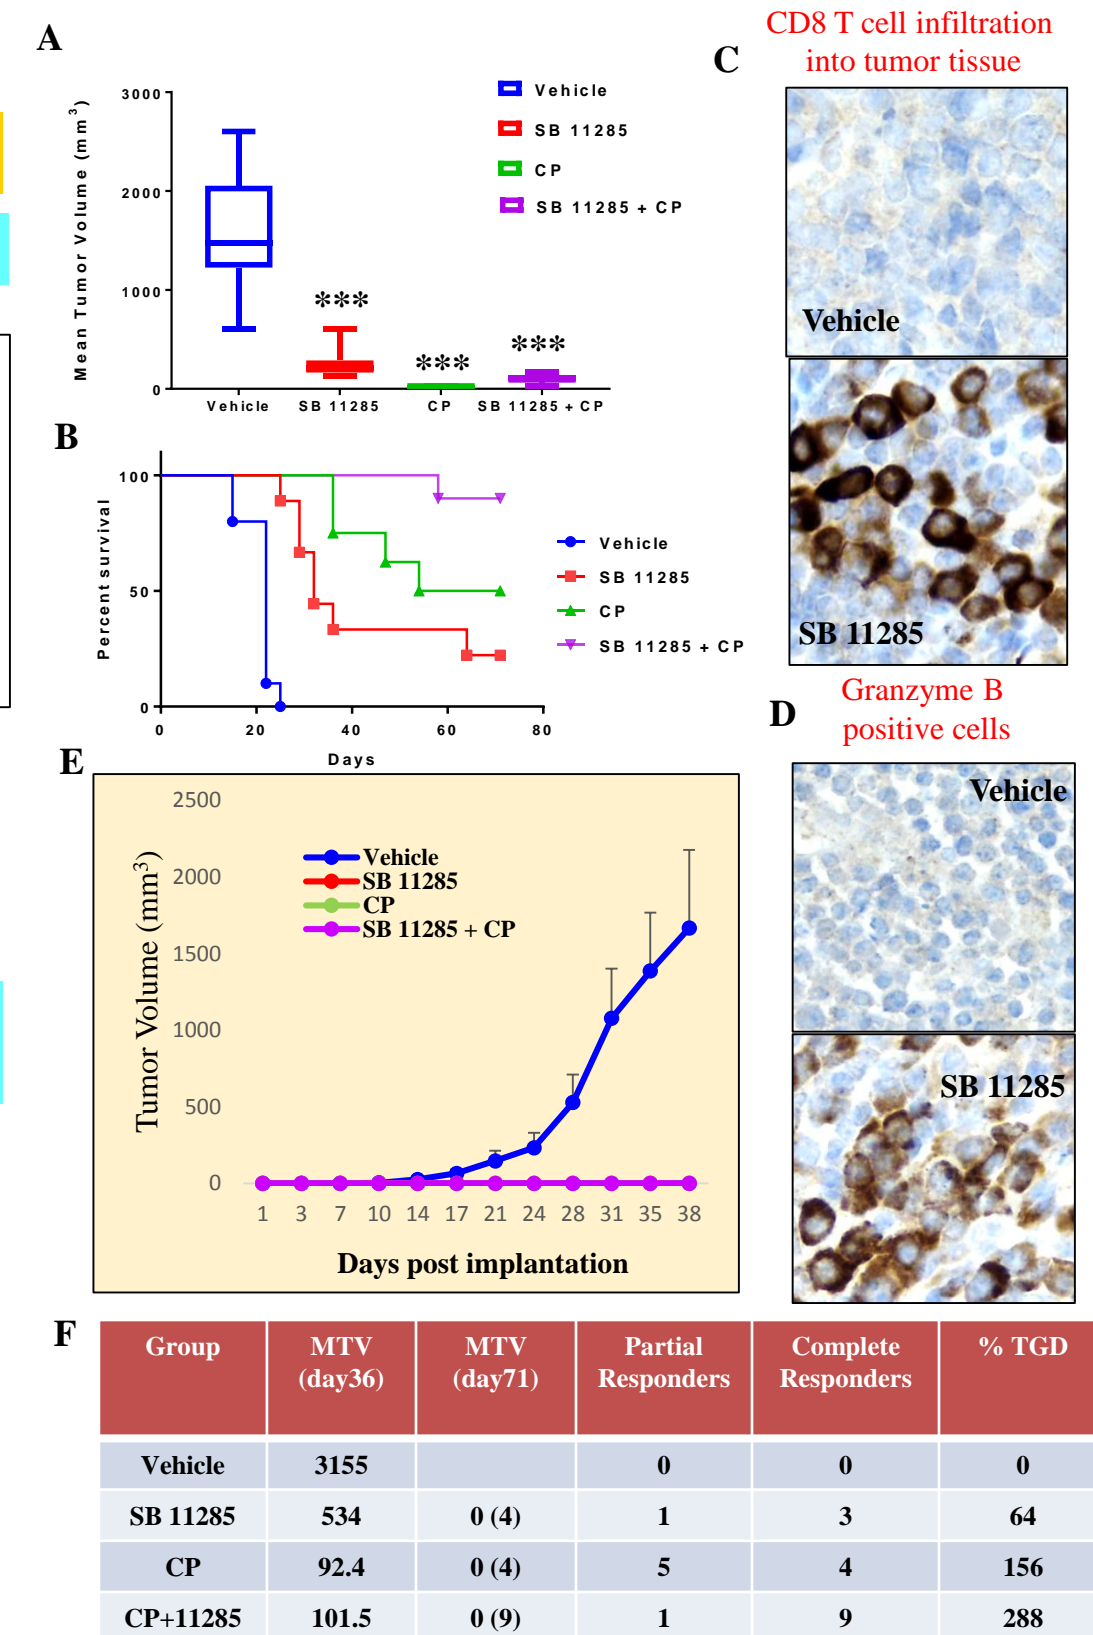 A
Mean Tumor Volume (mm3)
3000
2000
1000
0
Vehicle
SB 11285
CP
SB 11285 + CP
***
***
***
Vehicle SB 11285 CP SB 11285 + CP
B
Percent survival
100
50
0
0 20 40 60 80
Days
Vehicle
SB 11285
CP
SB 11285 + CP
C
CD8 T cell infiltration
into tumor tissue
Vehicle
SB 11285
D
Granzyme B
positive cells
Vehicle
SB 11285
E
Tumor Volume (mm3)
2500
2000
1500
1000
500
0
Vehicle
SB 11285
CP
SB 11285 + CP
1 3 7 10 14 17 21 24 28 31 35 38
Days post implantation
F
Group MTV MTV Partial Complete % TGD
(day36) (day71) Responders Responders
Vehicle 3155 0 0 0
SB 11285 534 0 (4) 1 3 64
CP 92.4 0 (4) 5 4 156
CP+11285 101.5 0 (9) 1 9 288